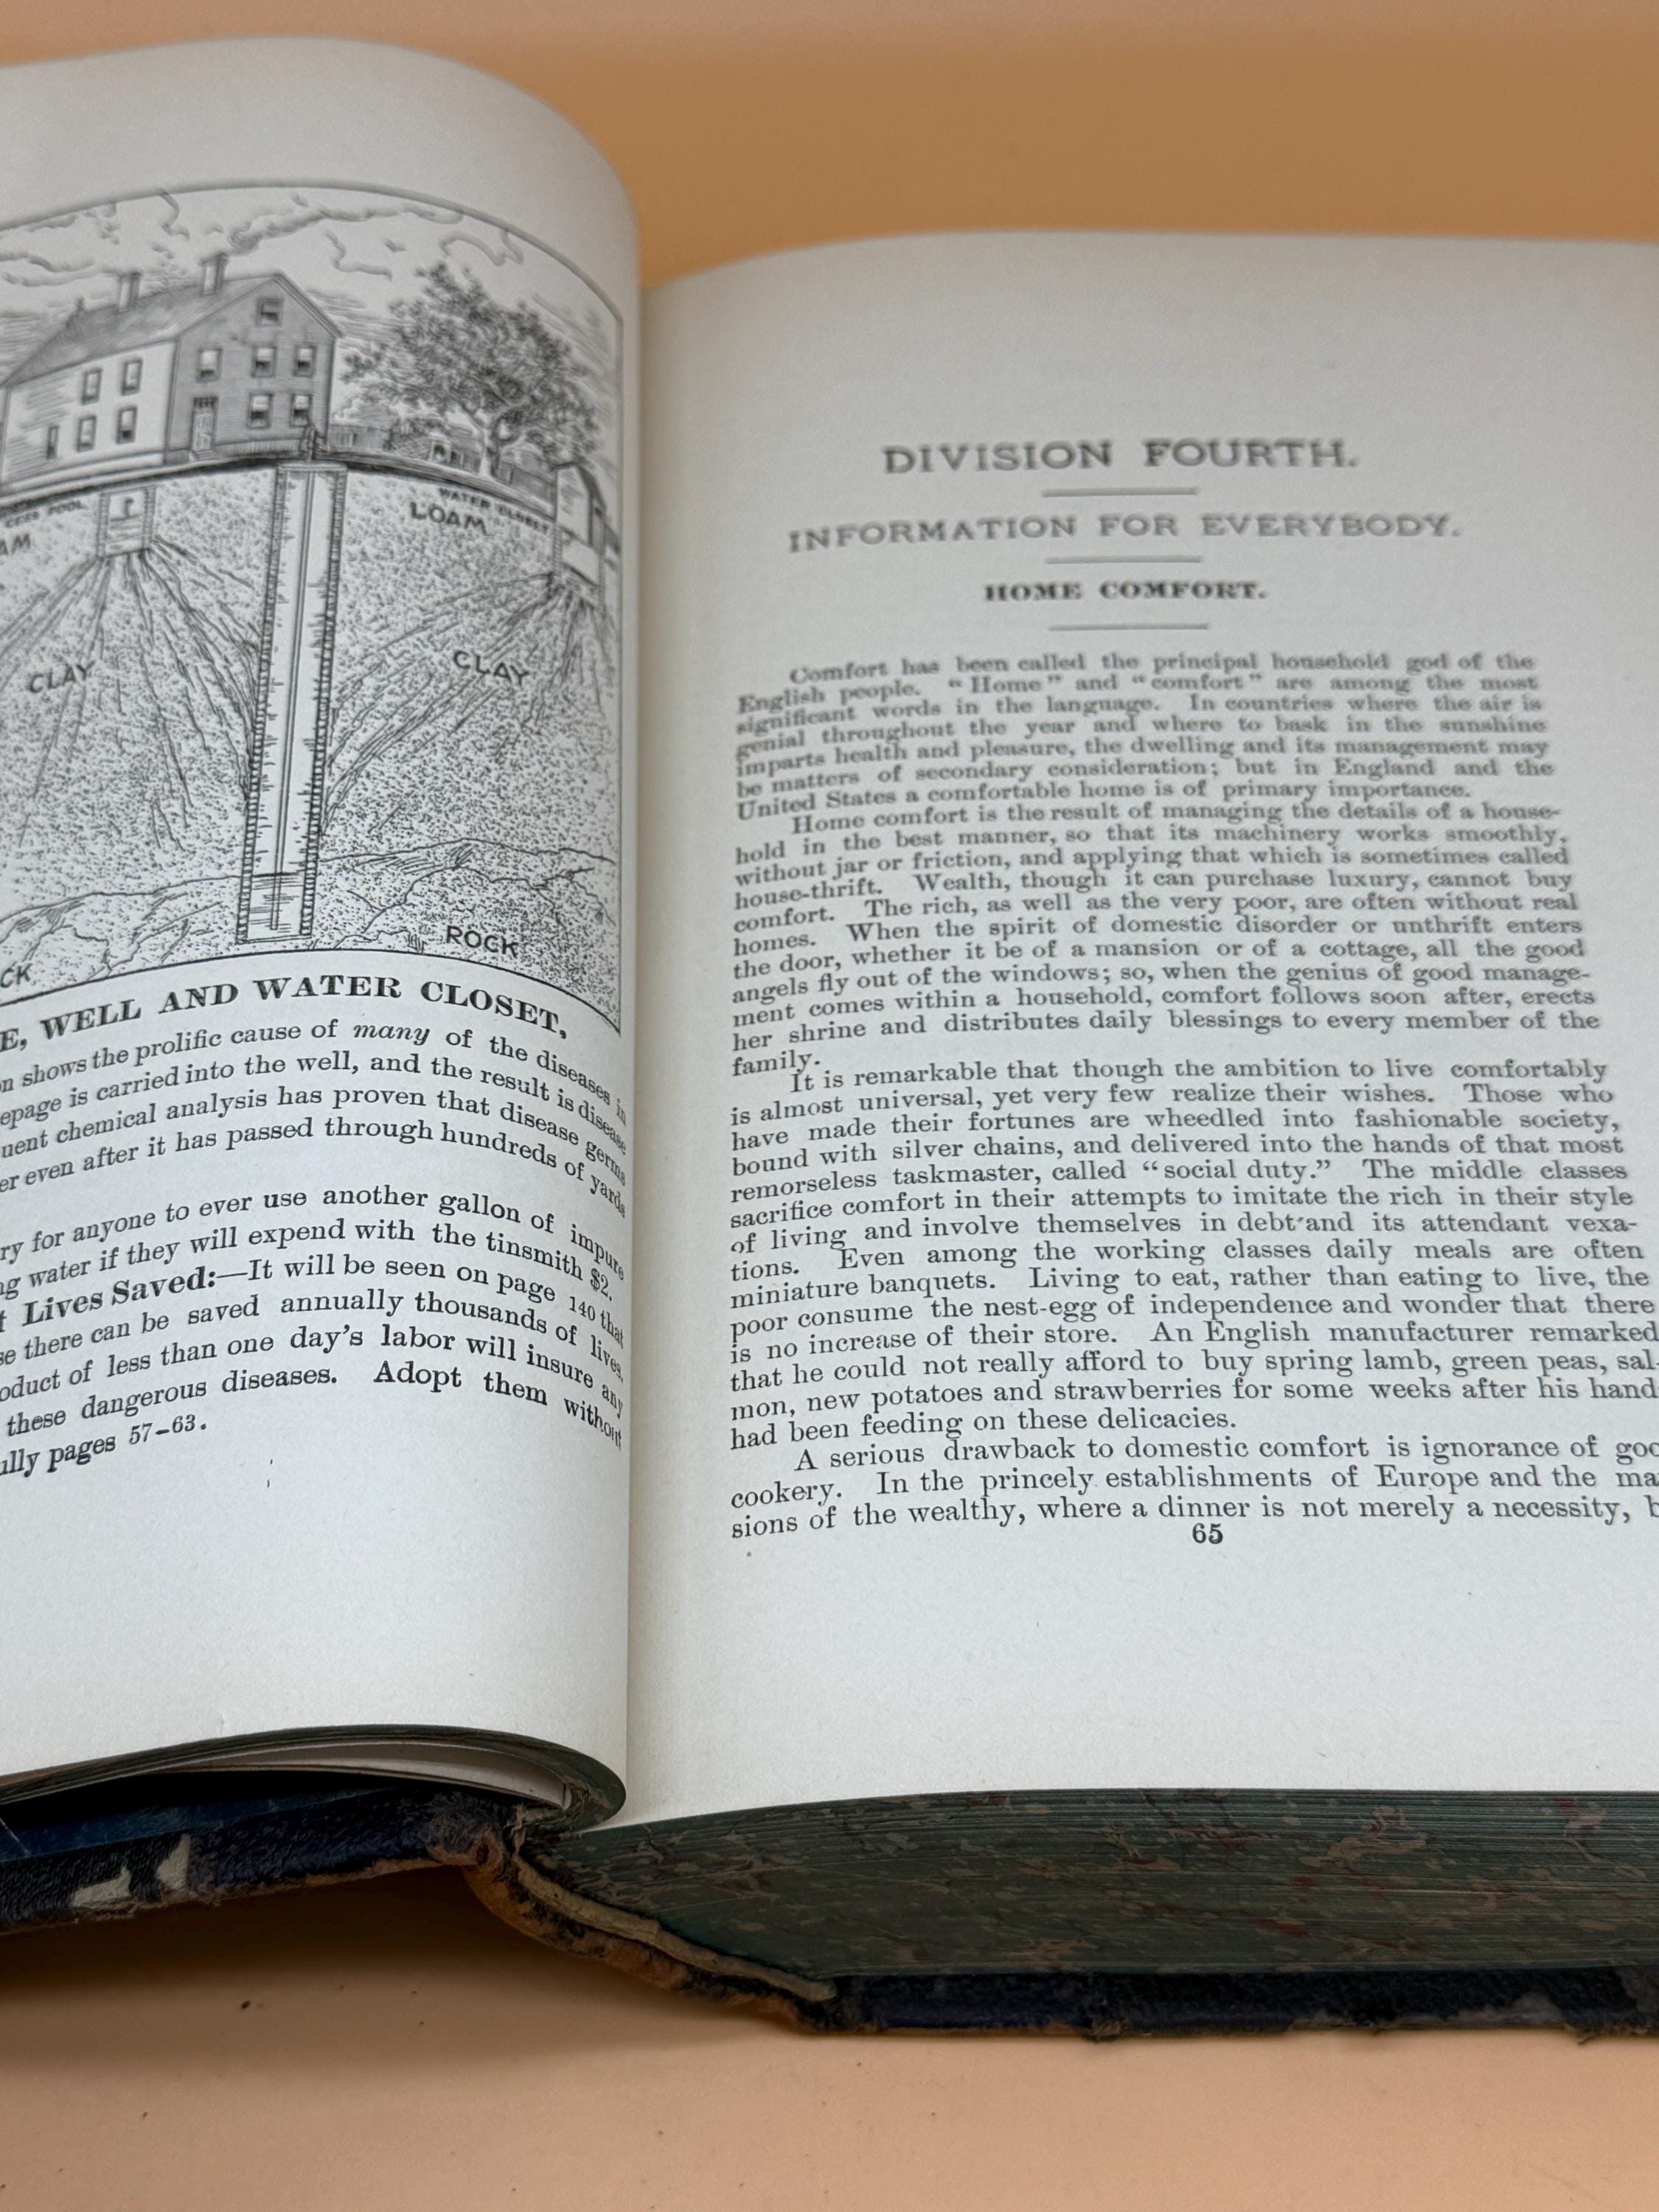 CESS POOL
WATER CLOSET
LOAM
AM
CLAY
CLAY
ROCK
CK
E, WELL AND WATER CLOSET,
n shows the prolific cause of many of the diseases in
epage is carried into the well, and the result is disease
uent chemical analysis has proven that disease germs
er even after it has passed through hundreds of yards
ry for anyone to ever use another gallon of impure
ng water if they will expend with the tinsmith $2.
t Lives Saved:—It will be seen on page 140 that
se there can be saved annually thousands of lives,
oduct of less than one day's labor will insure any
these dangerous diseases. Adopt them without
ully pages 57–63.
DIVISION FOURTH.
INFORMATION FOR EVERYBODY.
HOME COMFORT.
Comfort has been called the principal household god of the
English people. "Home" and "comfort" are among the most
significant words in the language. In countries where the air is
genial throughout the year and where to bask in the sunshine
imparts health and pleasure, the dwelling and its management may
be matters of secondary consideration; but in England and the
United States a comfortable home is of primary importance.
Home comfort is the result of managing the details of a house-
hold in the best manner, so that its machinery works smoothly,
without jar or friction, and applying that which is sometimes called
house-thrift. Wealth, though it can purchase luxury, cannot buy
comfort. The rich, as well as the very poor, are often without real
homes. When the spirit of domestic disorder or unthrift enters
the door, whether it be of a mansion or of a cottage, all the good
angels fly out of the windows; so, when the genius of good manage-
ment comes within a household, comfort follows soon after, erects
her shrine and distributes daily blessings to every member of the
family.
It is remarkable that though the ambition to live comfortably
is almost universal, yet very few realize their wishes. Those who
have made their fortunes are wheedled into fashionable society,
bound with silver chains, and delivered into the hands of that most
remorseless taskmaster, called "social duty." The middle classes
sacrifice comfort in their attempts to imitate the rich in their style
of living and involve themselves in debt and its attendant vexa-
tions. Even among the working classes daily meals are often
miniature banquets. Living to eat, rather than eating to live, the
poor consume the nest-egg of independence and wonder that there
is no increase of their store. An English manufacturer remarked
that he could not really afford to buy spring lamb, green peas, sal-
mon, new potatoes and strawberries for some weeks after his hand
had been feeding on these delicacies.
A serious drawback to domestic comfort is ignorance of goo
cookery. In the princely establishments of Europe and the ma
sions of the wealthy, where a dinner is not merely a necessity, b
65